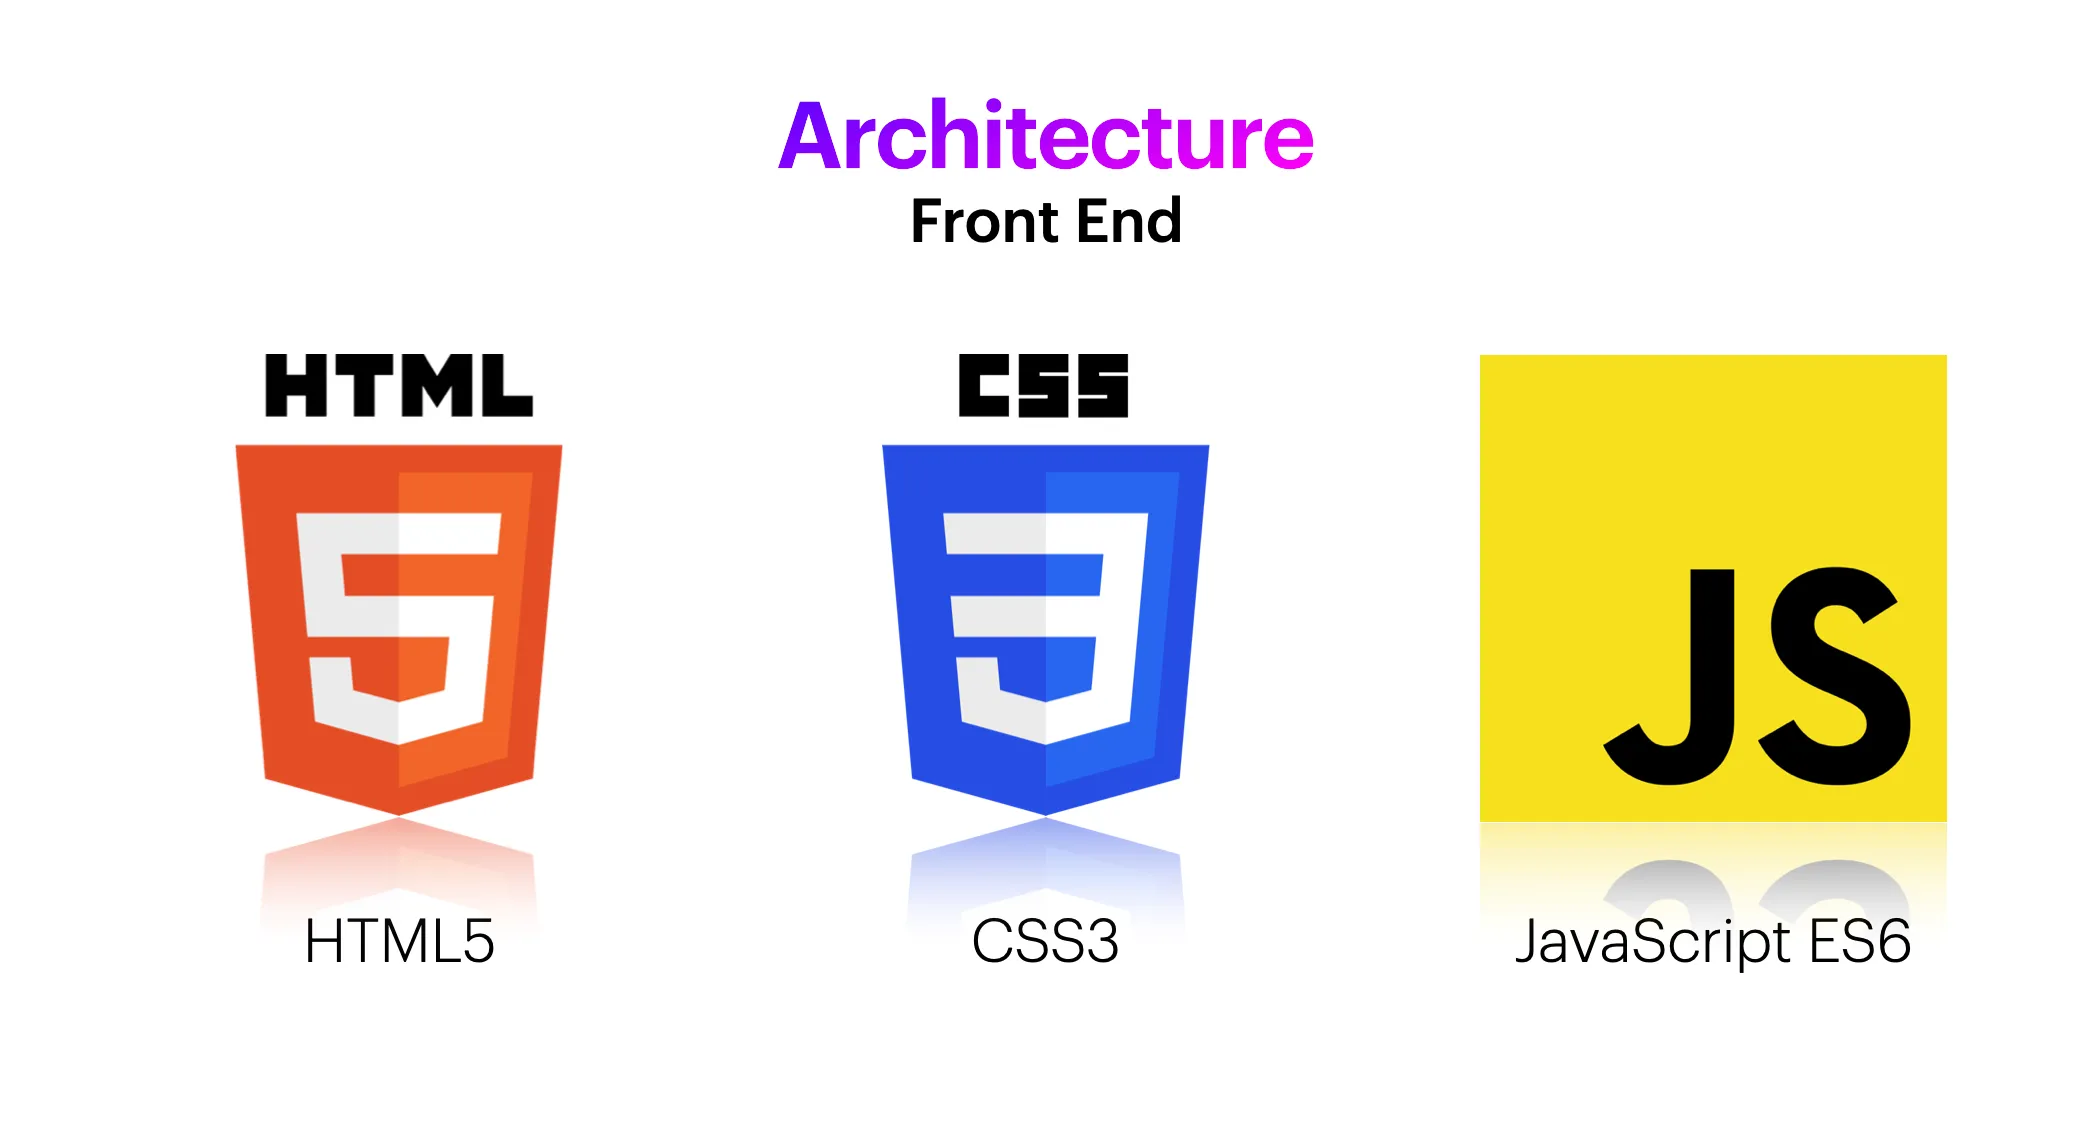 Architecture
Front End
HTML
CSS
5
3
JS
HTML5
CSS3
JavaScript ES6